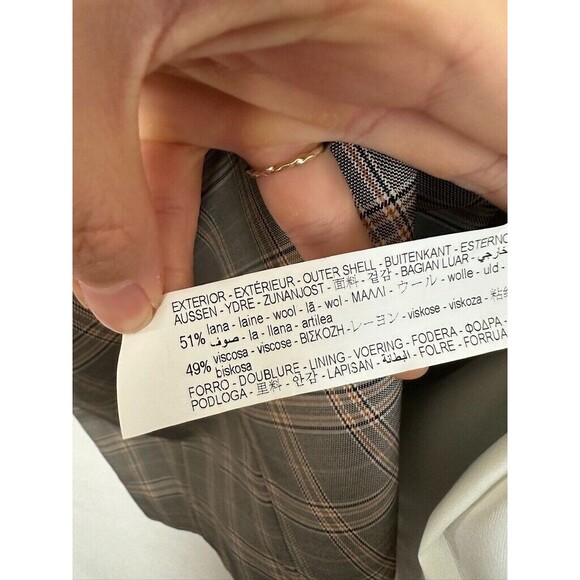 EXTERIOR - EXTÉRIEUR - OUTER SHELL - BUITENKANT - ESTERNO
AUSSEN - YDRE - ZUNANJOST - 面料 - 겉감 - BAGIAN LUAR - خارجي
51% lana - laine - wool - lã - wol - ΜΑΛΛΙ - ウール - wolle - uld -
صوف - la - llana - artilea
49% viscosa - viscose - ΒΙΣΚΟΖΗ - レーヨン - viskose - viskoza -
biskosa
FORRO - DOUBLURE - LINING - VOERING - FODERA - ΦΟΔΡΑ -
PODLOGA - 里料 - 안감 - LAPISAN - البطانة - FOLRE - FORRUA